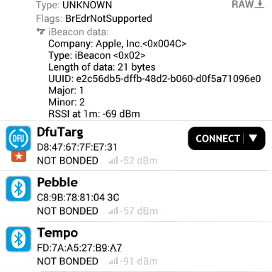 Type: UNKNOWN
RAW
Flags: BrEdrNotSupported
iBeacon data:
Company: Apple, Inc.<0x004C>
Type: iBeacon <0x02>
Length of data: 21 bytes
UUID: e2c56db5-dffb-48d2-b060-d0f5a71096e0
Major: 1
Minor: 2
RSSI at 1m: -69 dBm
DFU
DfuTarg
CONNECT
D8:47:67:7F:E7:31
NOT BONDED -52 dBm
Pebble
C8:9B:78:81:04 3C
NOT BONDED -57 dBm
Tempo
FD:7A:A5:27:B9:A7
NOT BONDED -91 dBm